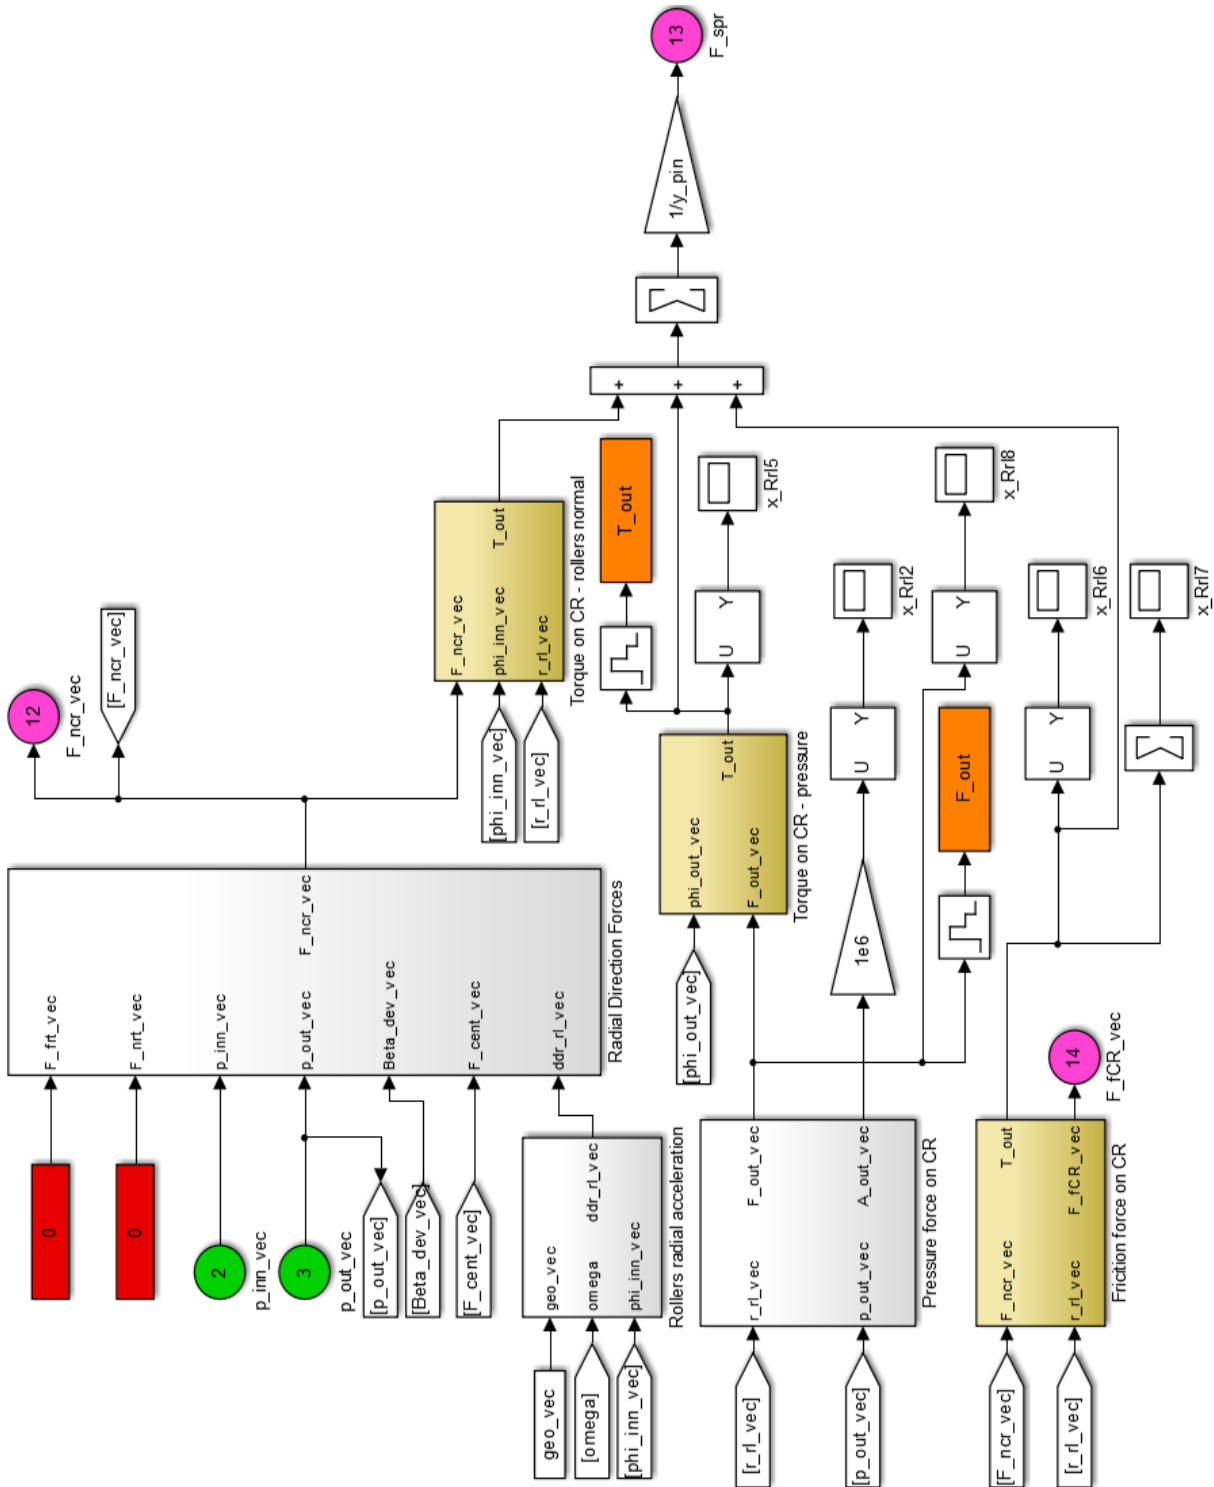 0
F_frt_vec
0
F_nrt_vec
2
p_inn_vec
p_inn_vec
3
p_out_vec
p_out_vec
[p_out_vec]
[Beta_dev_vec]
Beta_dev_vec
[F_cent_vec]
F_cent_vec
ddr_rl_vec
F_ncr_vec
Radial Direction Forces
12
F_ncr_vec
[F_ncr_vec]
geo_vec
[omega]
[phi_inn_vec]
geo_vec
omega
phi_inn_vec
ddr_rl_vec
Rollers radial acceleration
[phi_inn_vec]
[r_rl_vec]
F_ncr_vec
phi_inn_vec
r_rl_vec
T_out
Torque on CR - rollers normal
+
+
+
1/y_pin
13
F_spr
T_out
U
Y
x_Rrl5
[phi_out_vec]
phi_out_vec
F_out_vec
T_out
Torque on CR - pressure
[r_rl_vec]
[p_out_vec]
r_rl_vec
p_out_vec
F_out_vec
A_out_vec
Pressure force on CR
1e6
U
Y
x_Rrl2
U
Y
x_Rrl8
F_out
[F_ncr_vec]
[r_rl_vec]
F_ncr_vec
r_rl_vec
T_out
F_fCR_vec
Fricition force on CR
14
F_fCR_vec
U
Y
x_Rrl6
x_Rrl7